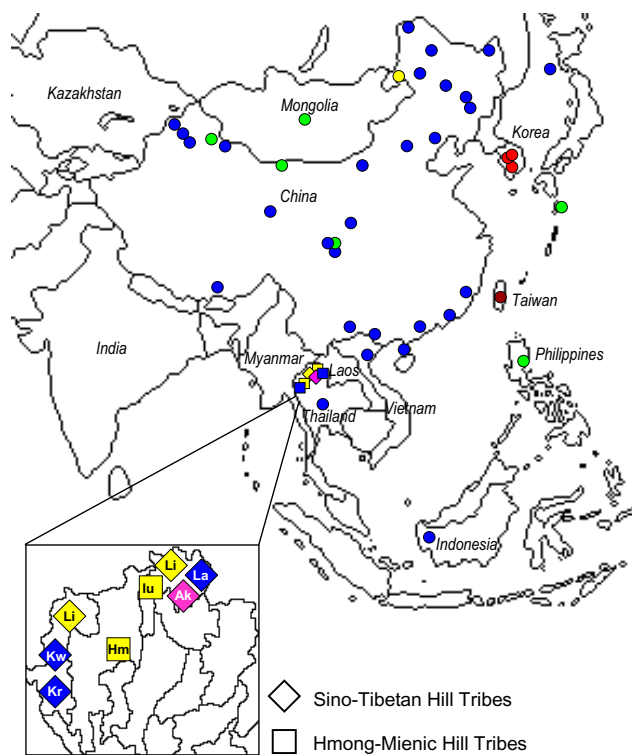 Kazakhstan
Mongolia
Korea
China
Taiwan
India
Myanmar
Laos
Philippines
Thailand
Vietnam
Indonesia
Li
La
Iu
Ak
Li
Hm
Kw
Kr
Sino-Tibetan Hill Tribes
Hmong-Mienic Hill Tribes